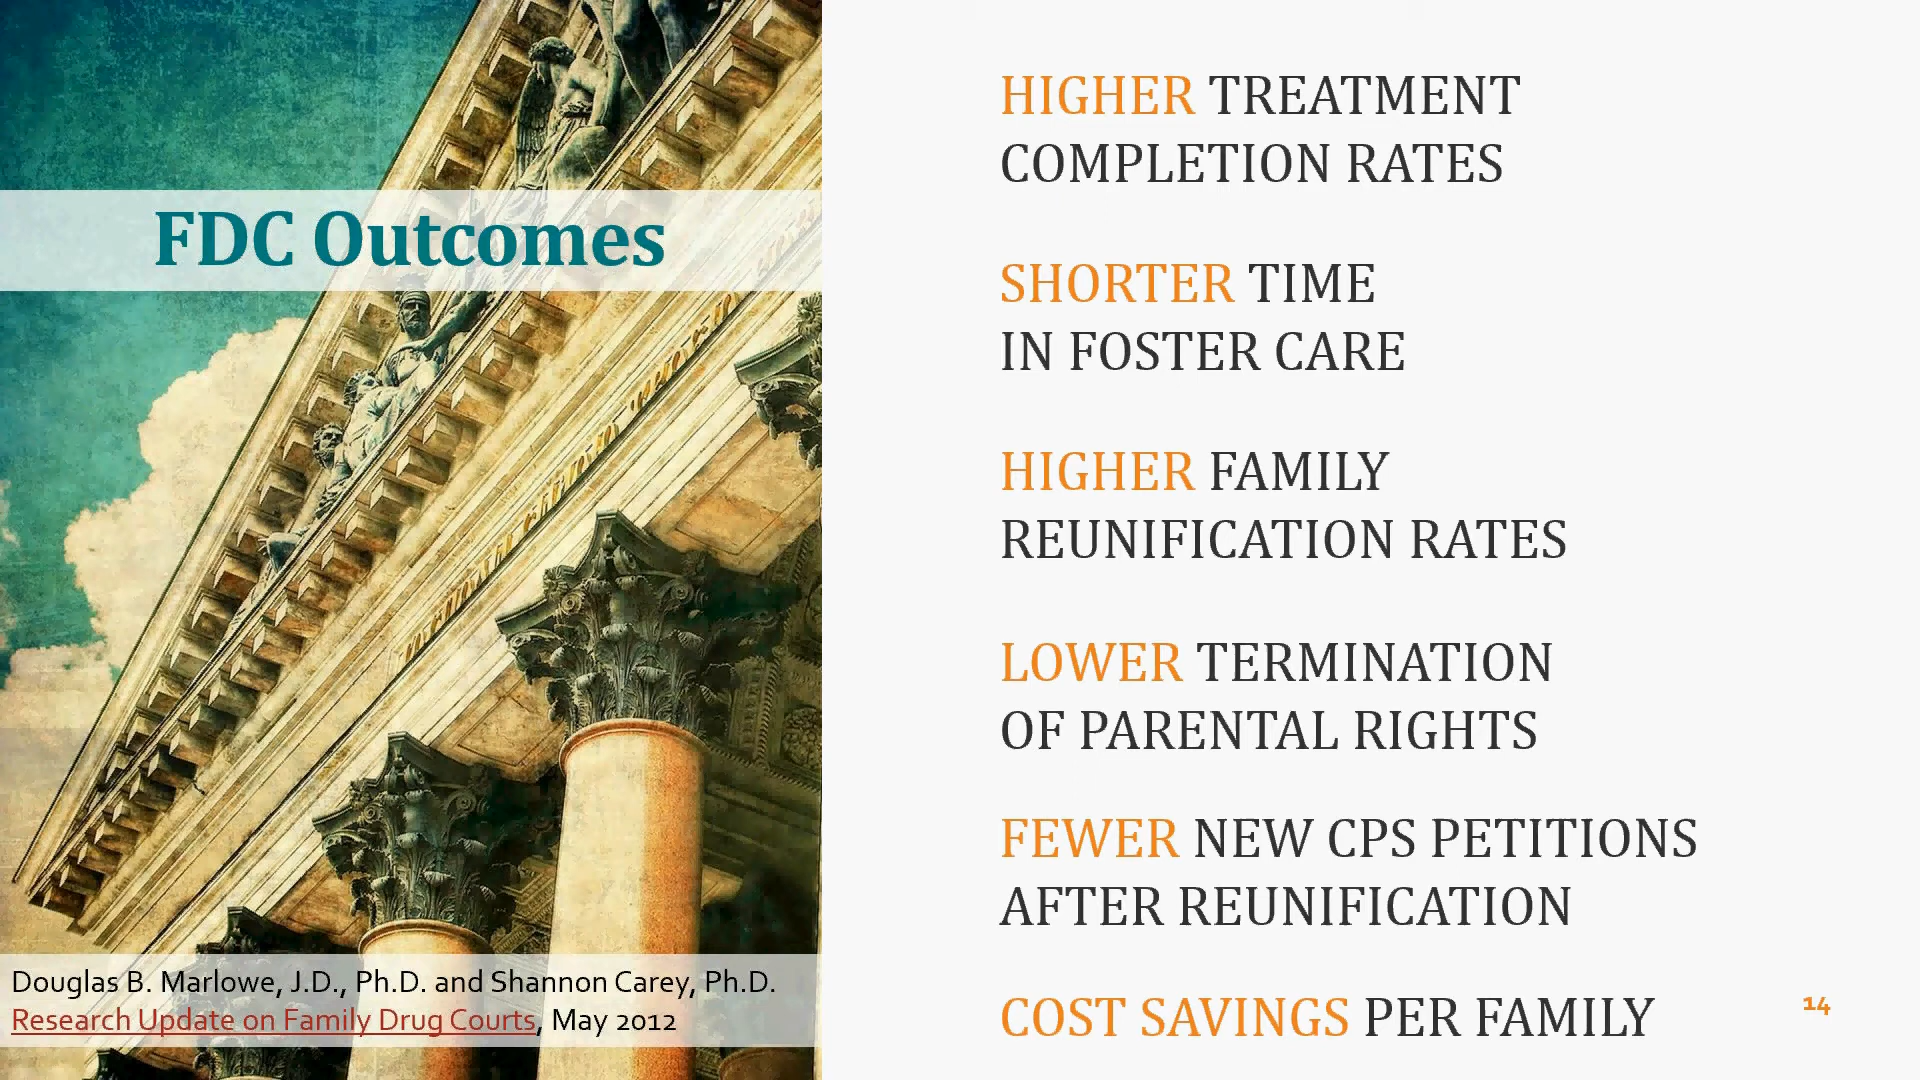 FDC Outcomes
Douglas B. Marlowe, J.D., Ph.D. and Shannon Carey, Ph.D.
Research Update on Family Drug Courts, May 2012
HIGHER TREATMENT
COMPLETION RATES
SHORTER TIME
IN FOSTER CARE
HIGHER FAMILY
REUNIFICATION RATES
LOWER TERMINATION
OF PARENTAL RIGHTS
FEWER NEW CPS PETITIONS
AFTER REUNIFICATION
COST SAVINGS PER FAMILY
14